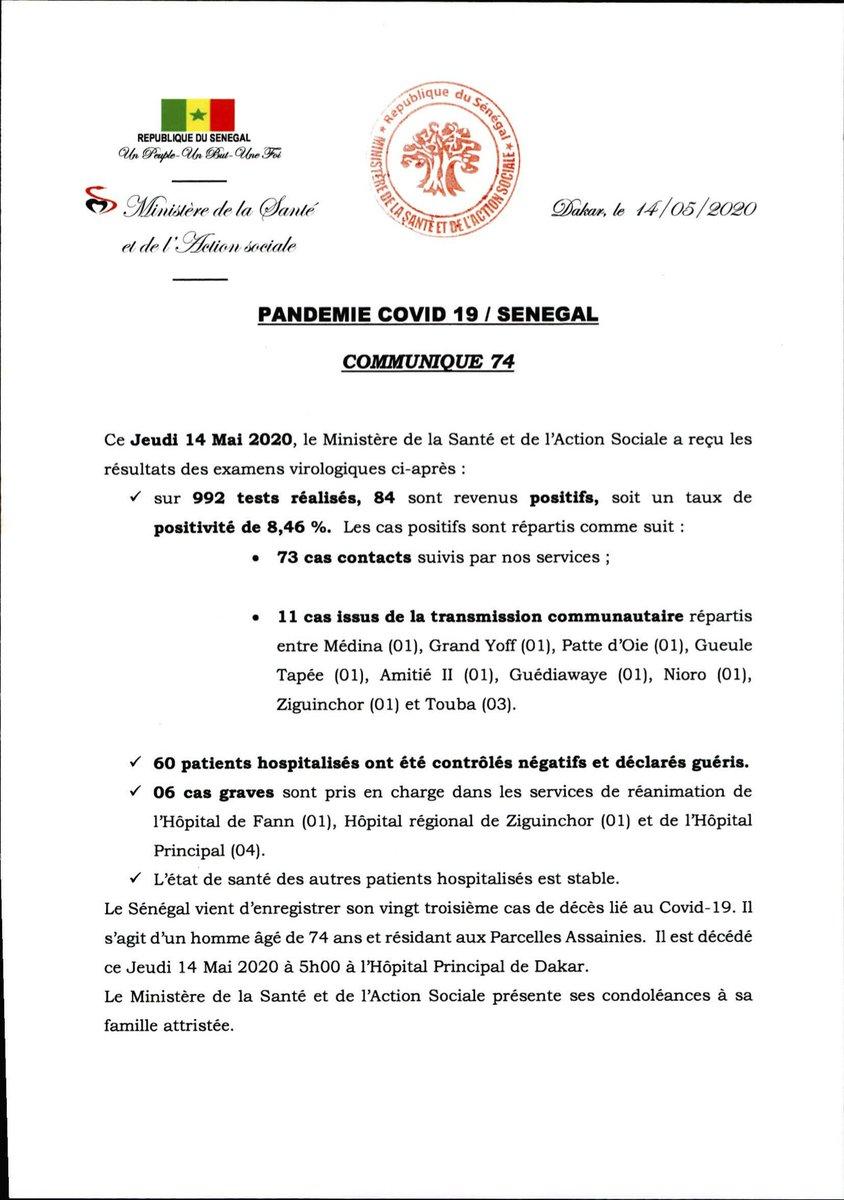 REPUBLIQUE DU SENEGAL
Un Peuple-Un But-Une Foi
Ministère de la Santé
et de l'Action sociale
* République du Sénégal *
MINISTÈRE DE LA SANTÉ ET DE L'ACTION SOCIALE
Dakar, le 14/05/2020
PANDEMIE COVID 19 / SENEGAL
COMMUNIQUE 74
Ce Jeudi 14 Mai 2020, le Ministère de la Santé et de l'Action Sociale a reçu les
résultats des examens virologiques ci-après :
✓ sur 992 tests réalisés, 84 sont revenus positifs, soit un taux de
positivité de 8,46 %. Les cas positifs sont répartis comme suit :
• 73 cas contacts suivis par nos services ;
• 11 cas issus de la transmission communautaire répartis
entre Médina (01), Grand Yoff (01), Patte d'Oie (01), Gueule
Tapée (01), Amitié II (01), Guédiawaye (01), Nioro (01),
Ziguinchor (01) et Touba (03).
✓ 60 patients hospitalisés ont été contrôlés négatifs et déclarés guéris.
✓ 06 cas graves sont pris en charge dans les services de réanimation de
l'Hôpital de Fann (01), Hôpital régional de Ziguinchor (01) et de l'Hôpital
Principal (04).
✓ L'état de santé des autres patients hospitalisés est stable.
Le Sénégal vient d'enregistrer son vingt troisième cas de décès lié au Covid-19. Il
s'agit d'un homme âgé de 74 ans et résidant aux Parcelles Assainies. Il est décédé
ce Jeudi 14 Mai 2020 à 5h00 à l'Hôpital Principal de Dakar.
Le Ministère de la Santé et de l'Action Sociale présente ses condoléances à sa
famille attristée.